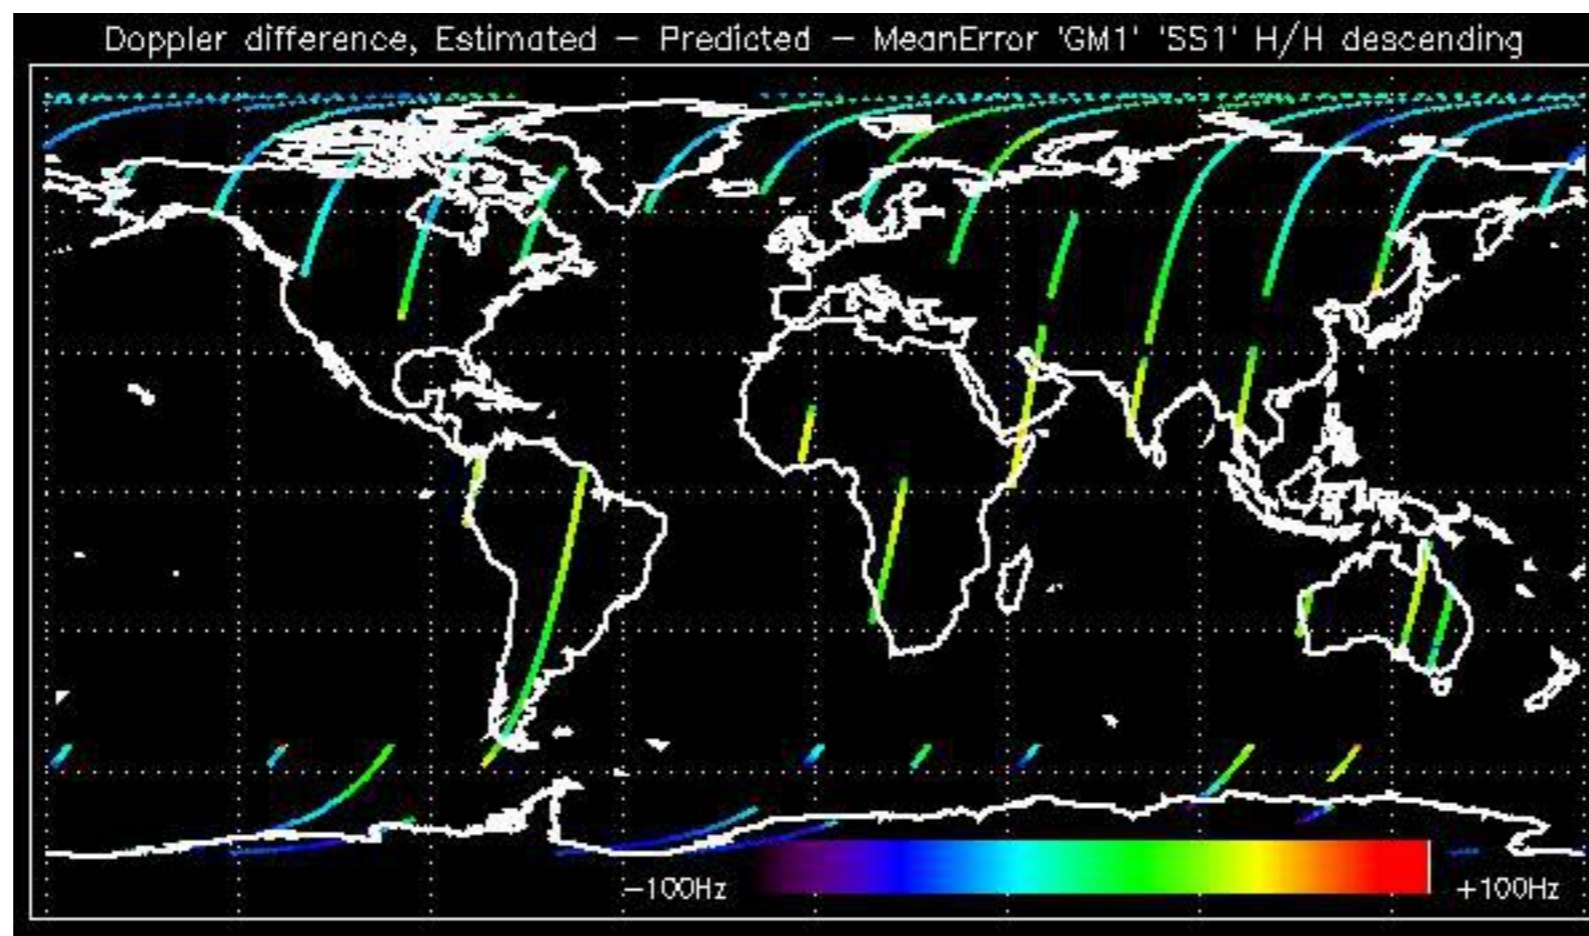 Doppler difference, Estimated – Predicted – MeanError 'GM1' 'SS1' H/H descending
−100Hz
+100Hz